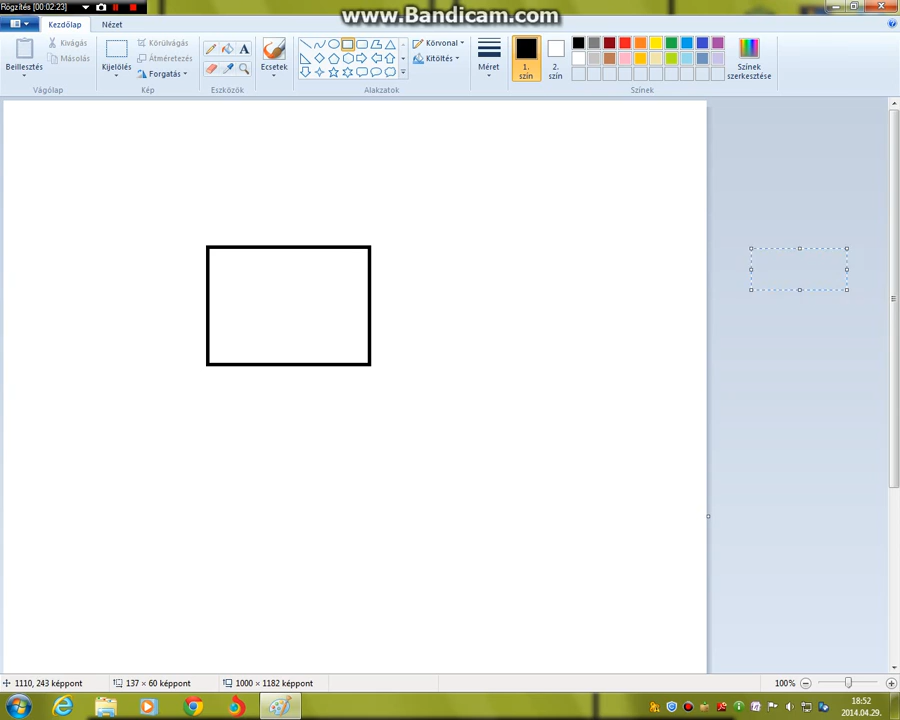 Rögzítés [00:02:23]
www.Bandicam.com
Kezdőlap
Nézet
Beillesztés
Kivágás
Másolás
Vágólap
Kijelölés
Körülvágás
Átméretezés
Forgatás
Kép
Eszközök
Ecsetek
Körvonal
Kitöltés
Alakzatok
Méret
1.
szín
2.
szín
Színek
szerkesztése
Színek
1110, 243 képpont
137 × 60 képpont
1000 × 1182 képpont
100%
18:52
2014.04.29.